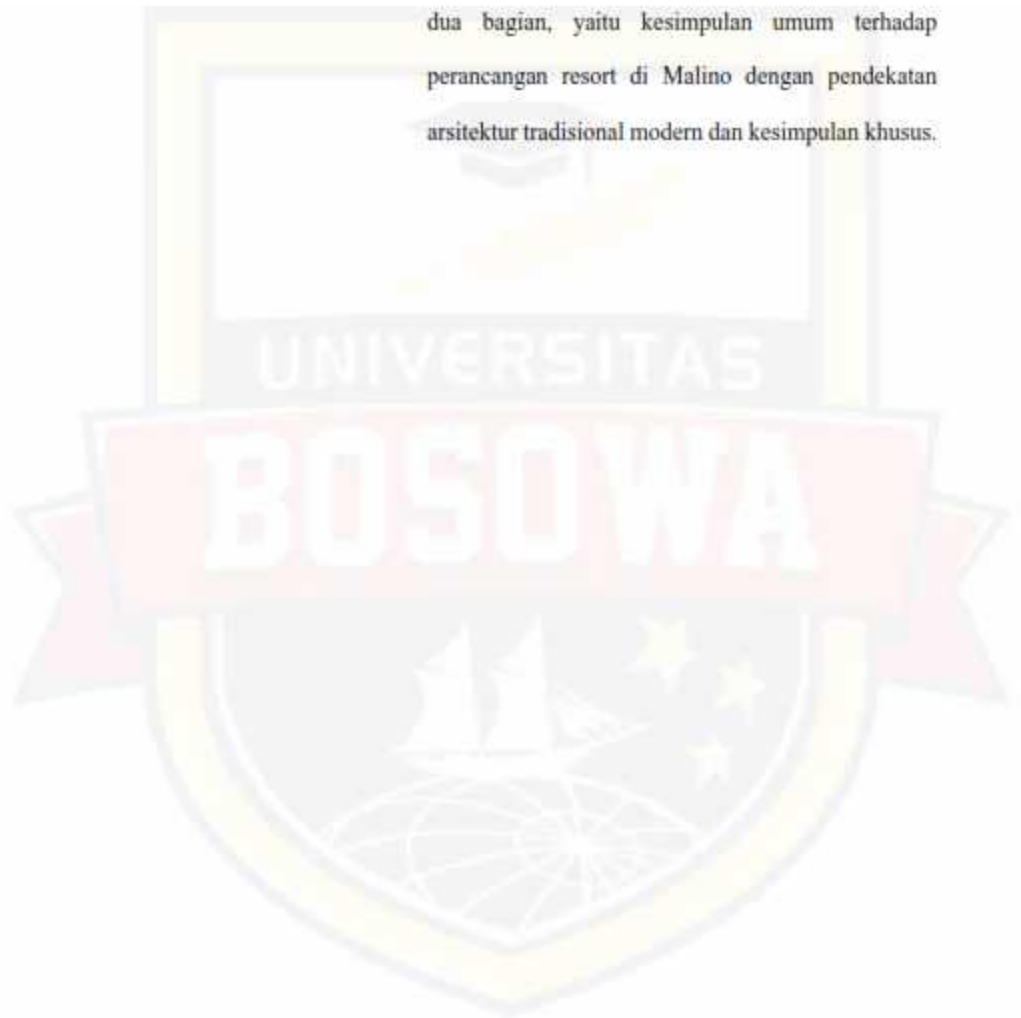 dua bagian, yaitu kesimpulan umum terhadap
perancangan resort di Malino dengan pendekatan
arsitektur tradisional modern dan kesimpulan khusus.
UNIVERSITAS
BOSOWA